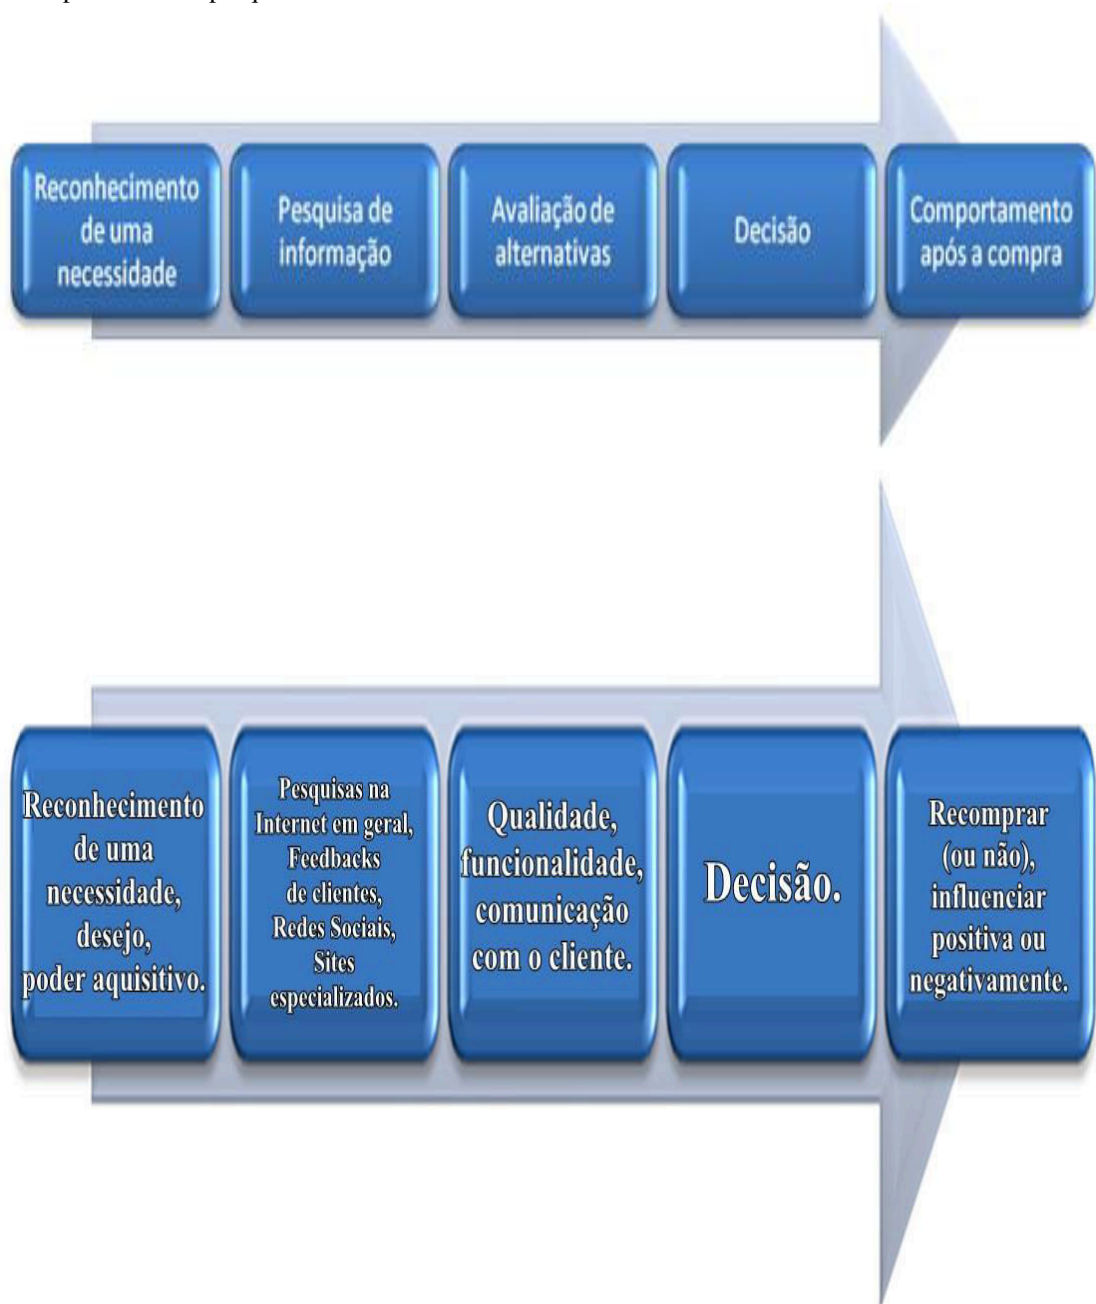 Reconhecimento
de uma
necessidade
Pesquisa de
informação
Avaliação de
alternativas
Decisão
Comportamento
após a compra
Reconhecimento
de uma
necessidade,
desejo,
poder aquisitivo.
Pesquisas na
Internet em geral,
Feedbacks
de clientes,
Redes Sociais,
Sites
especializados.
Qualidade,
funcionalidade,
comunicação
com o cliente.
Decisão.
Recomprar
(ou não),
influenciar
positiva ou
negativamente.